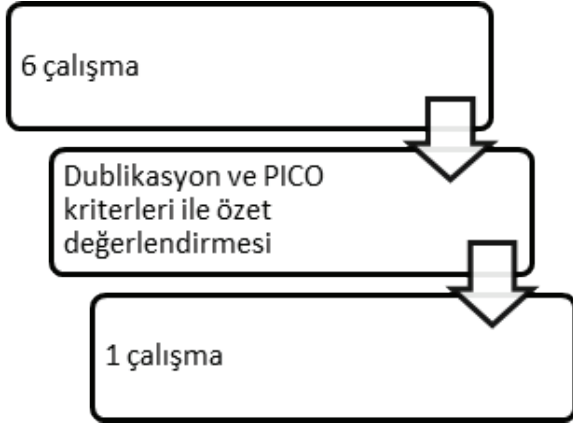 6 çalışma
Dublikasyon ve PICO
kriterleri ile özet
değerlendirmesi
1 çalışma